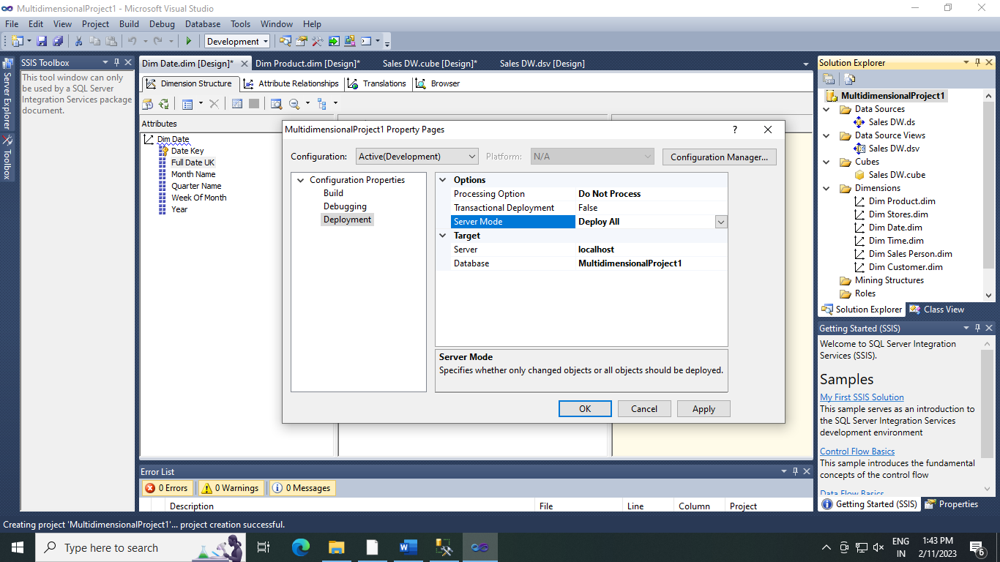 MultidimensionalProject1 - Microsoft Visual Studio
File Edit View Project Build Debug Database Tools Window Help
Development
SSIS Toolbox
This tool window can only
be used by a SQL Server
Integration Services package
document.
Server Explorer
Toolbox
Dim Date.dim [Design]* Dim Product.dim [Design]* Sales DW.cube [Design]* Sales DW.dsv [Design]
Dimension Structure Attribute Relationships Translations Browser
Attributes
Dim Date
Date Key
Full Date UK
Month Name
Quarter Name
Week Of Month
Year
MultidimensionalProject1 Property Pages
Configuration: Active(Development) Platform: N/A Configuration Manager...
Configuration Properties
Build
Debugging
Deployment
Options
Processing Option Do Not Process
Transactional Deployment False
Server Mode Deploy All
Target
Server localhost
Database MultidimensionalProject1
Server Mode
Specifies whether only changed objects or all objects should be deployed.
OK Cancel Apply
Solution Explorer
MultidimensionalProject1
Data Sources
Sales DW.ds
Data Source Views
Sales DW.dsv
Cubes
Sales DW.cube
Dimensions
Dim Product.dim
Dim Stores.dim
Dim Date.dim
Dim Time.dim
Dim Sales Person.dim
Dim Customer.dim
Mining Structures
Roles
Solution Explorer Class View
Getting Started (SSIS)
Welcome to SQL Server Integration
Services (SSIS).
Samples
My First SSIS Solution
This sample serves as an introduction to
the SQL Server Integration Services
development environment
Control Flow Basics
This sample introduces the fundamental
concepts of the control flow
Data Flow Basics
Getting Started (SSIS) Properties
Error List
0 Errors 0 Warnings 0 Messages
Description File Line Column Project
Creating project 'MultidimensionalProject1'... project creation successful.
Type here to search
ENG
IN
1:43 PM
2/11/2023
6